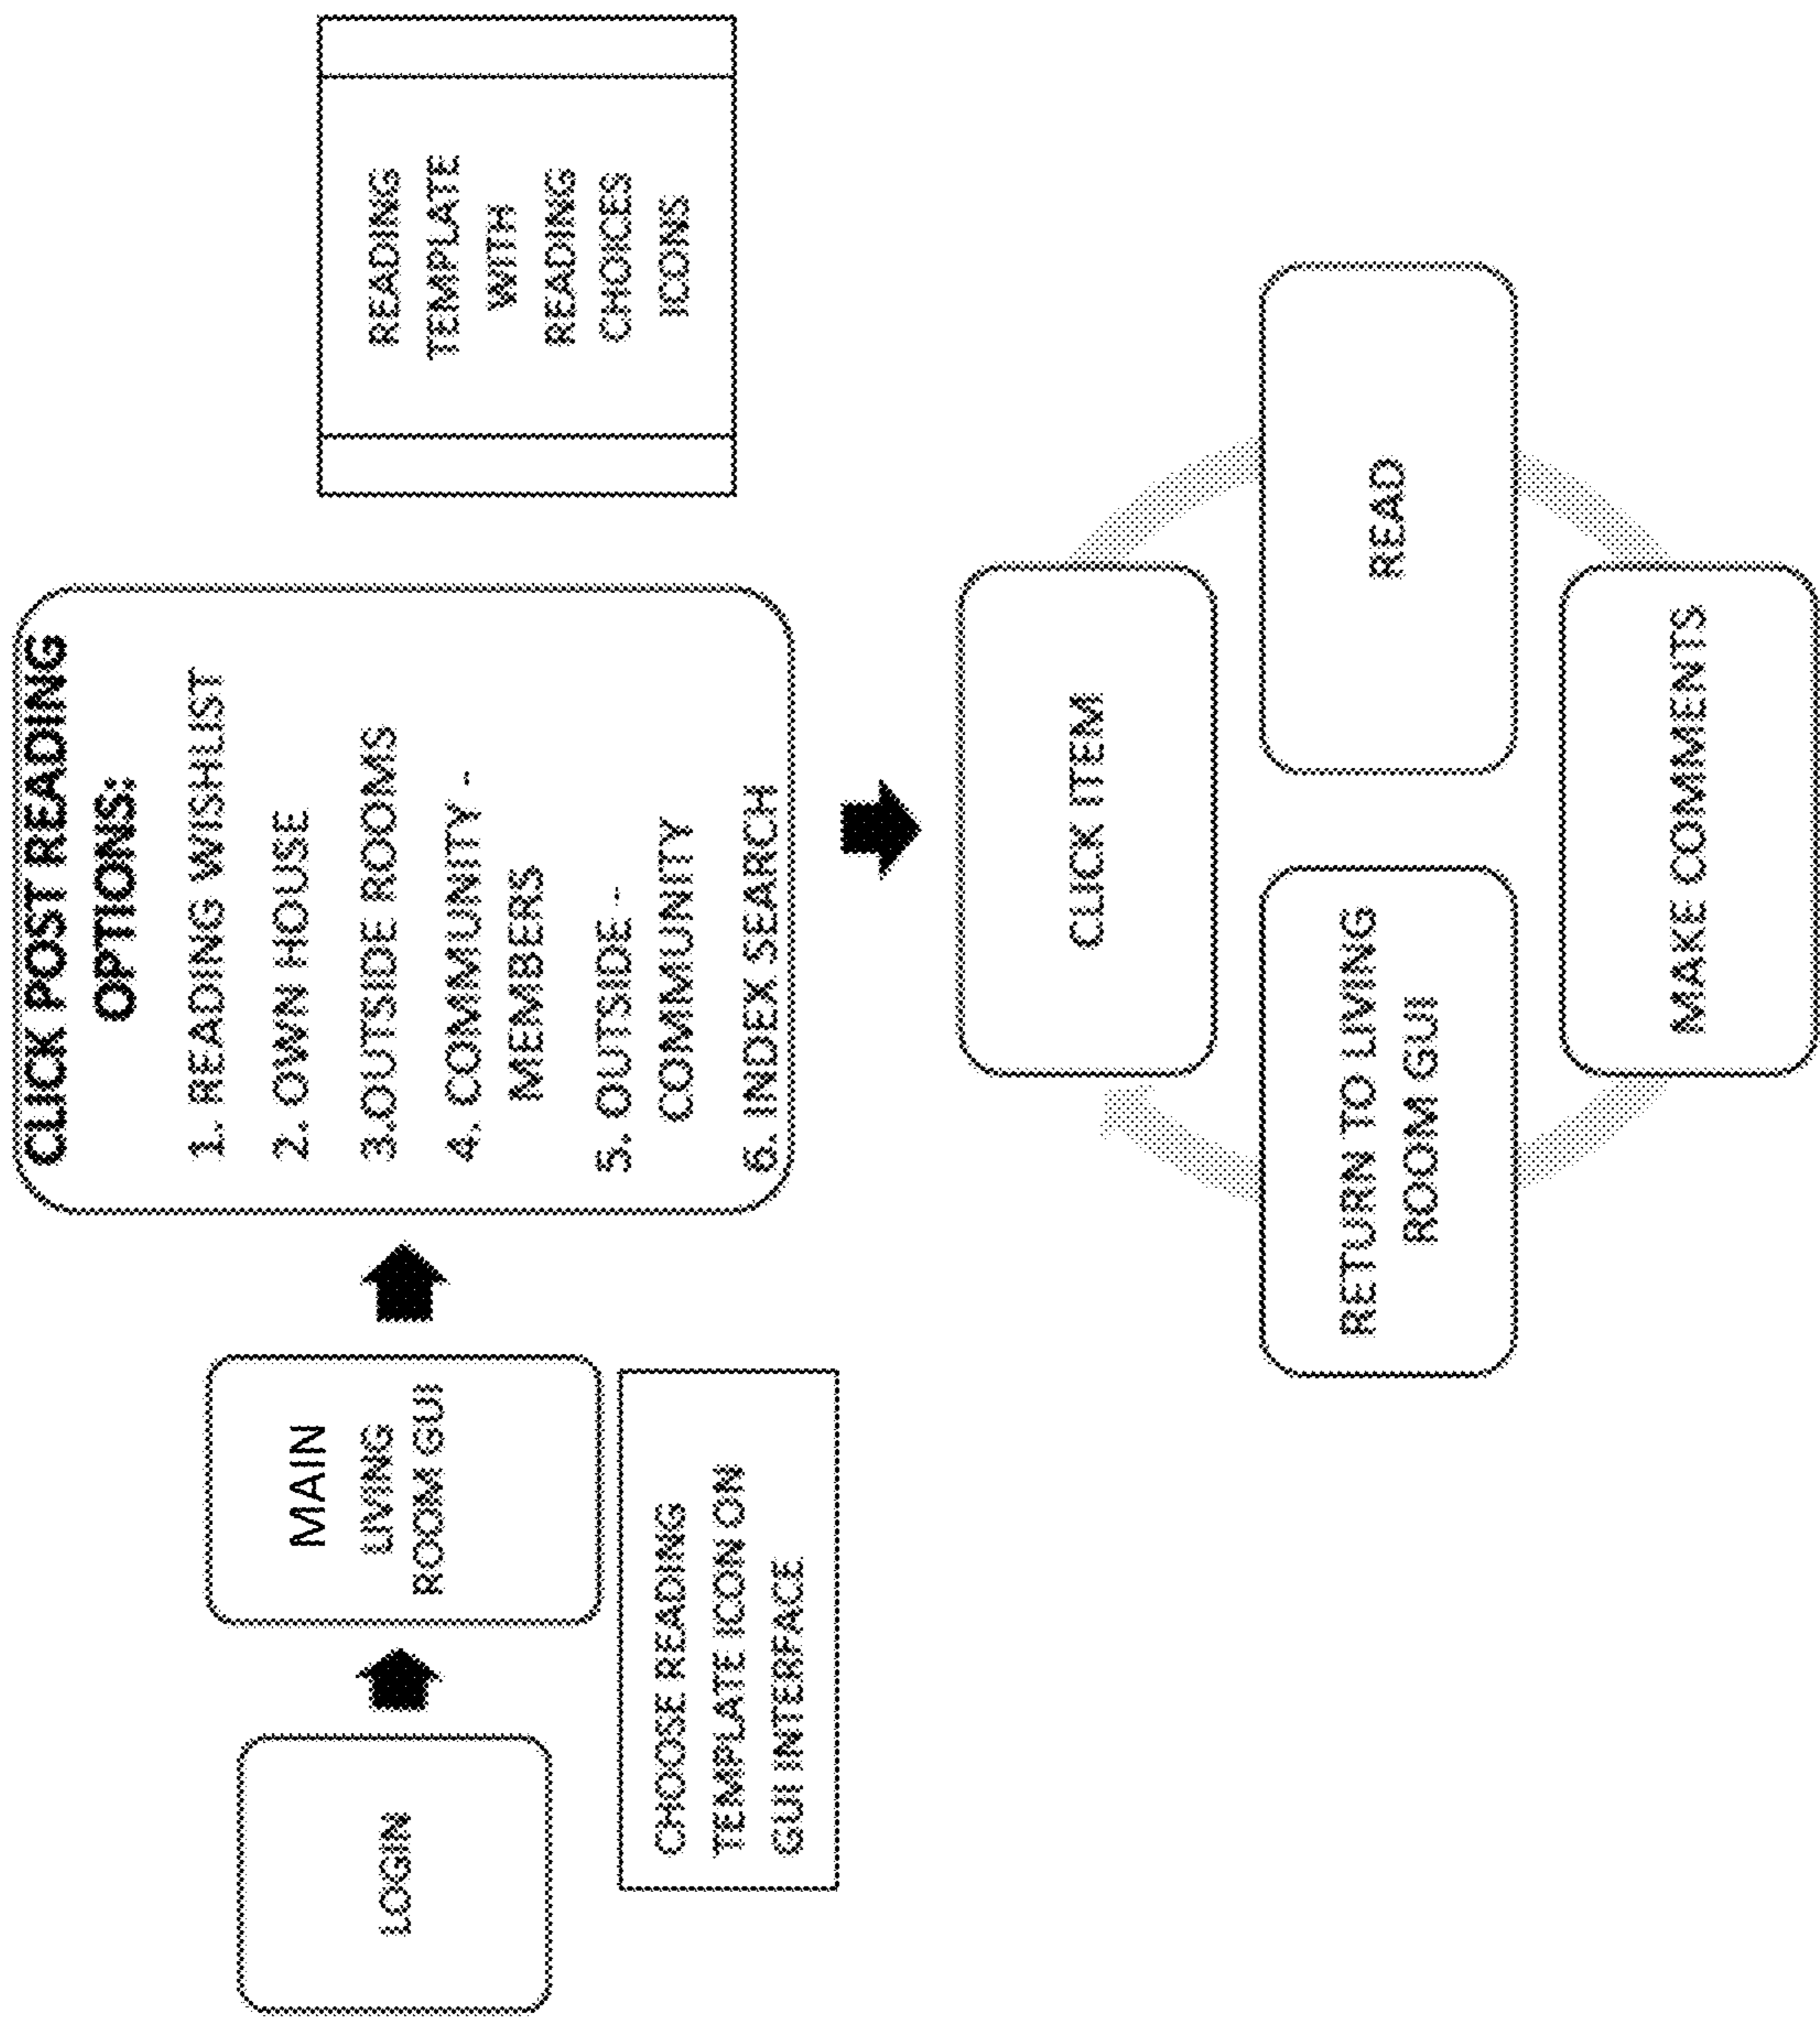 LOGIN
MAIN
LIVING
ROOM GUI
CHOOSE READING
TEMPLATE ICON ON
GUI INTERFACE
CLICK POST READING
OPTIONS:
1. READING WISHLIST
2. OWN HOUSE
3.OUTSIDE ROOMS
4. COMMUNITY -
MEMBERS
5. OUTSIDE -
COMMUNITY
6. INDEX SEARCH
READING
TEMPLATE
WITH
READING
CHOICES
ICONS
CLICK ITEM
READ
MAKE COMMENTS
RETURN TO LIVING
ROOM GUI